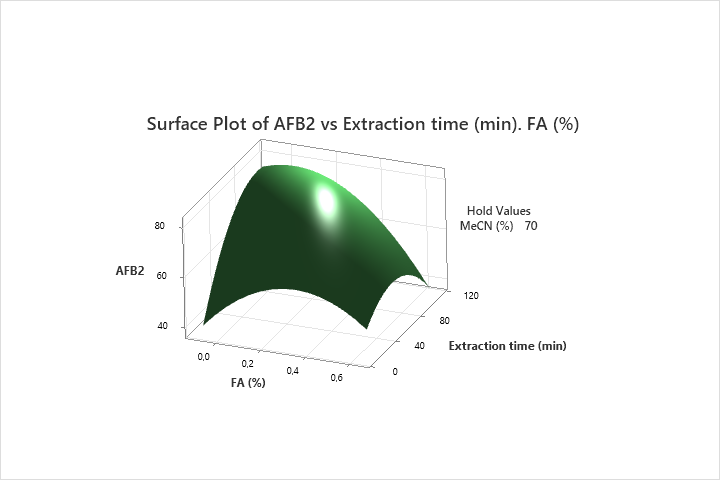 Surface Plot of AFB2 vs Extraction time (min). FA (%)
Hold Values
MeCN (%) 70
80
AFB2
60
40
0,0
0,2
0,4
0,6
FA (%)
0
40
80
120
Extraction time (min)